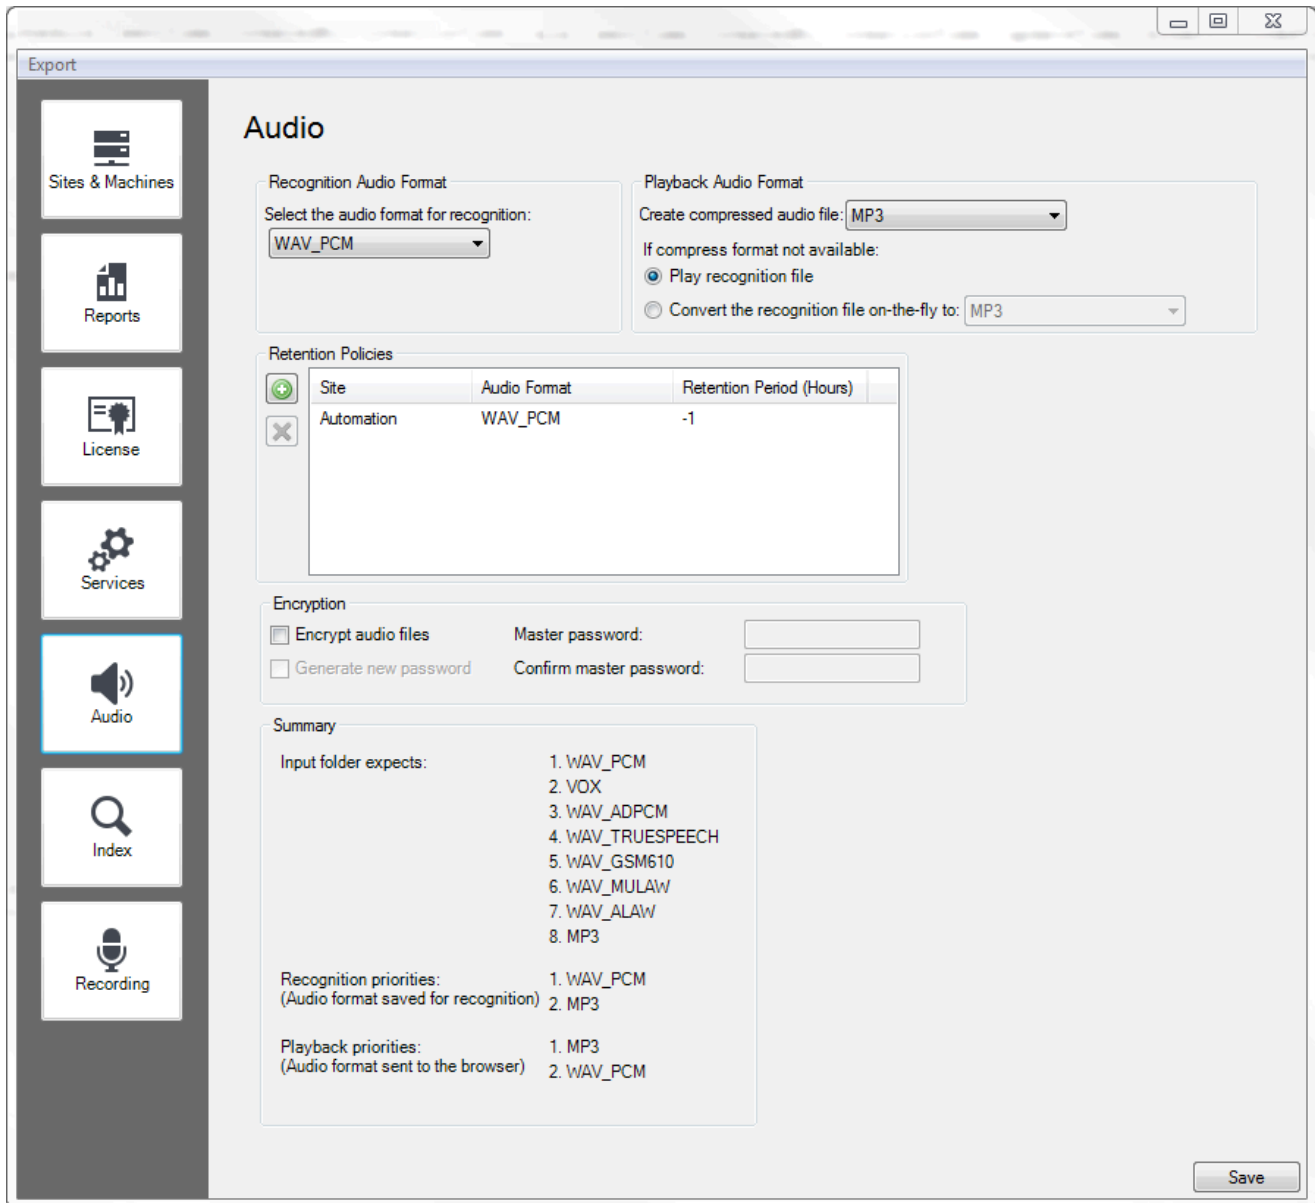 Export
Sites & Machines
Reports
License
Services
Audio
Index
Recording
Audio
Recognition Audio Format
Select the audio format for recognition:
WAV_PCM
Playback Audio Format
Create compressed audio file: MP3
If compress format not available:
Play recognition file
Convert the recognition file on-the-fly to: MP3
Retention Policies
Site Audio Format Retention Period (Hours)
Automation WAV_PCM -1
Encryption
Encrypt audio files Master password:
Generate new password Confirm master password:
Summary
Input folder expects: 1. WAV_PCM
2. VOX
3. WAV_ADPCM
4. WAV_TRUESPEECH
5. WAV_GSM610
6. WAV_MULAW
7. WAV_ALAW
8. MP3
Recognition priorities: 1. WAV_PCM
(Audio format saved for recognition) 2. MP3
Playback priorities: 1. MP3
(Audio format sent to the browser) 2. WAV_PCM
Save